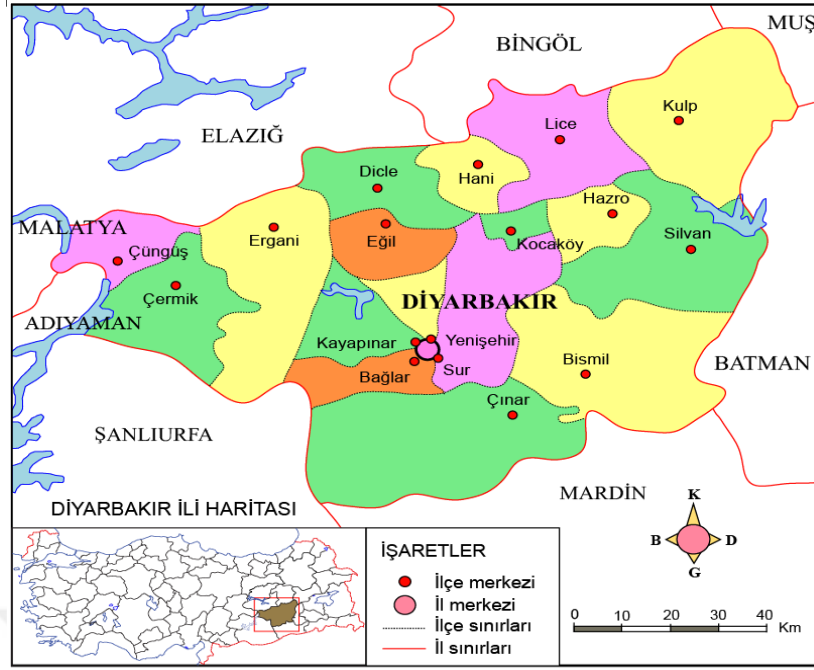 MUŞ
BİNGÖL
Kulp
Lice
ELAZIĞ
Dicle
Hani
Hazro
MALATYA
Ergani
Eğil
Kocaköy
Silvan
Çüngüş
Çermik
DİYARBAKIR
ADIYAMAN
Kayapınar
Yenişehir
Bismil
BATMAN
Bağlar
Sur
Çınar
ŞANLIURFA
MARDİN
DİYARBAKIR İLİ HARİTASI
K
B D
G
İŞARETLER
İlçe merkezi
İl merkezi
İlçe sınırları
İl sınırları
0 10 20 30 40 Km